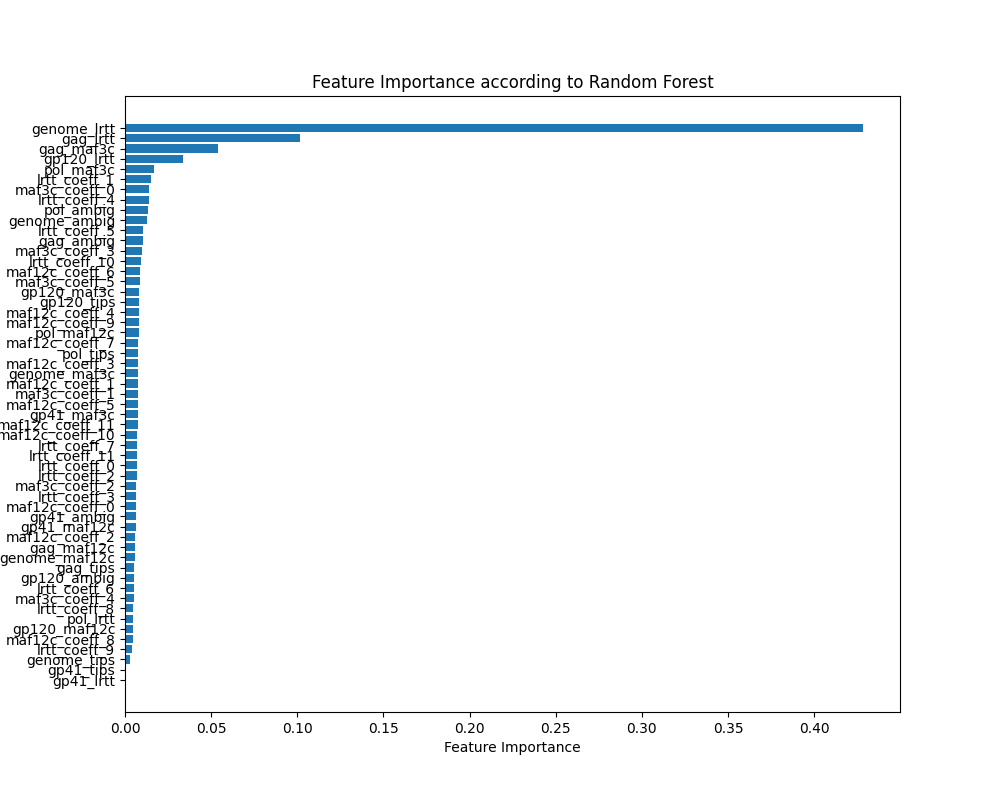 Feature Importance according to Random Forest
genome_lrtt
gag_lrtt
gag_maf3c
gp120_lrtt
pol_maf3c
lrtt_coeff_1
maf3c_coeff_0
lrtt_coeff_4
pol_ambig
genome_ambig
lrtt_coeff_5
gag_ambig
maf3c_coeff_3
lrtt_coeff_10
maf12c_coeff_6
maf3c_coeff_5
gp120_maf3c
gp120_tips
maf12c_coeff_4
maf12c_coeff_9
pol_maf12c
maf12c_coeff_7
pol_tips
maf12c_coeff_3
genome_maf3c
maf12c_coeff_1
maf3c_coeff_1
maf12c_coeff_5
gp41_maf3c
maf12c_coeff_11
maf12c_coeff_10
lrtt_coeff_7
lrtt_coeff_11
lrtt_coeff_0
lrtt_coeff_2
maf3c_coeff_2
lrtt_coeff_3
maf12c_coeff_0
gp41_ambig
gp41_maf12c
maf12c_coeff_2
gag_maf12c
genome_maf12c
gag_tips
gp120_ambig
lrtt_coeff_6
maf3c_coeff_4
lrtt_coeff_8
pol_lrtt
gp120_maf12c
maf12c_coeff_8
lrtt_coeff_9
genome_tips
gp41_tips
gp41_lrtt
0.00 0.05 0.10 0.15 0.20 0.25 0.30 0.35 0.40
Feature Importance